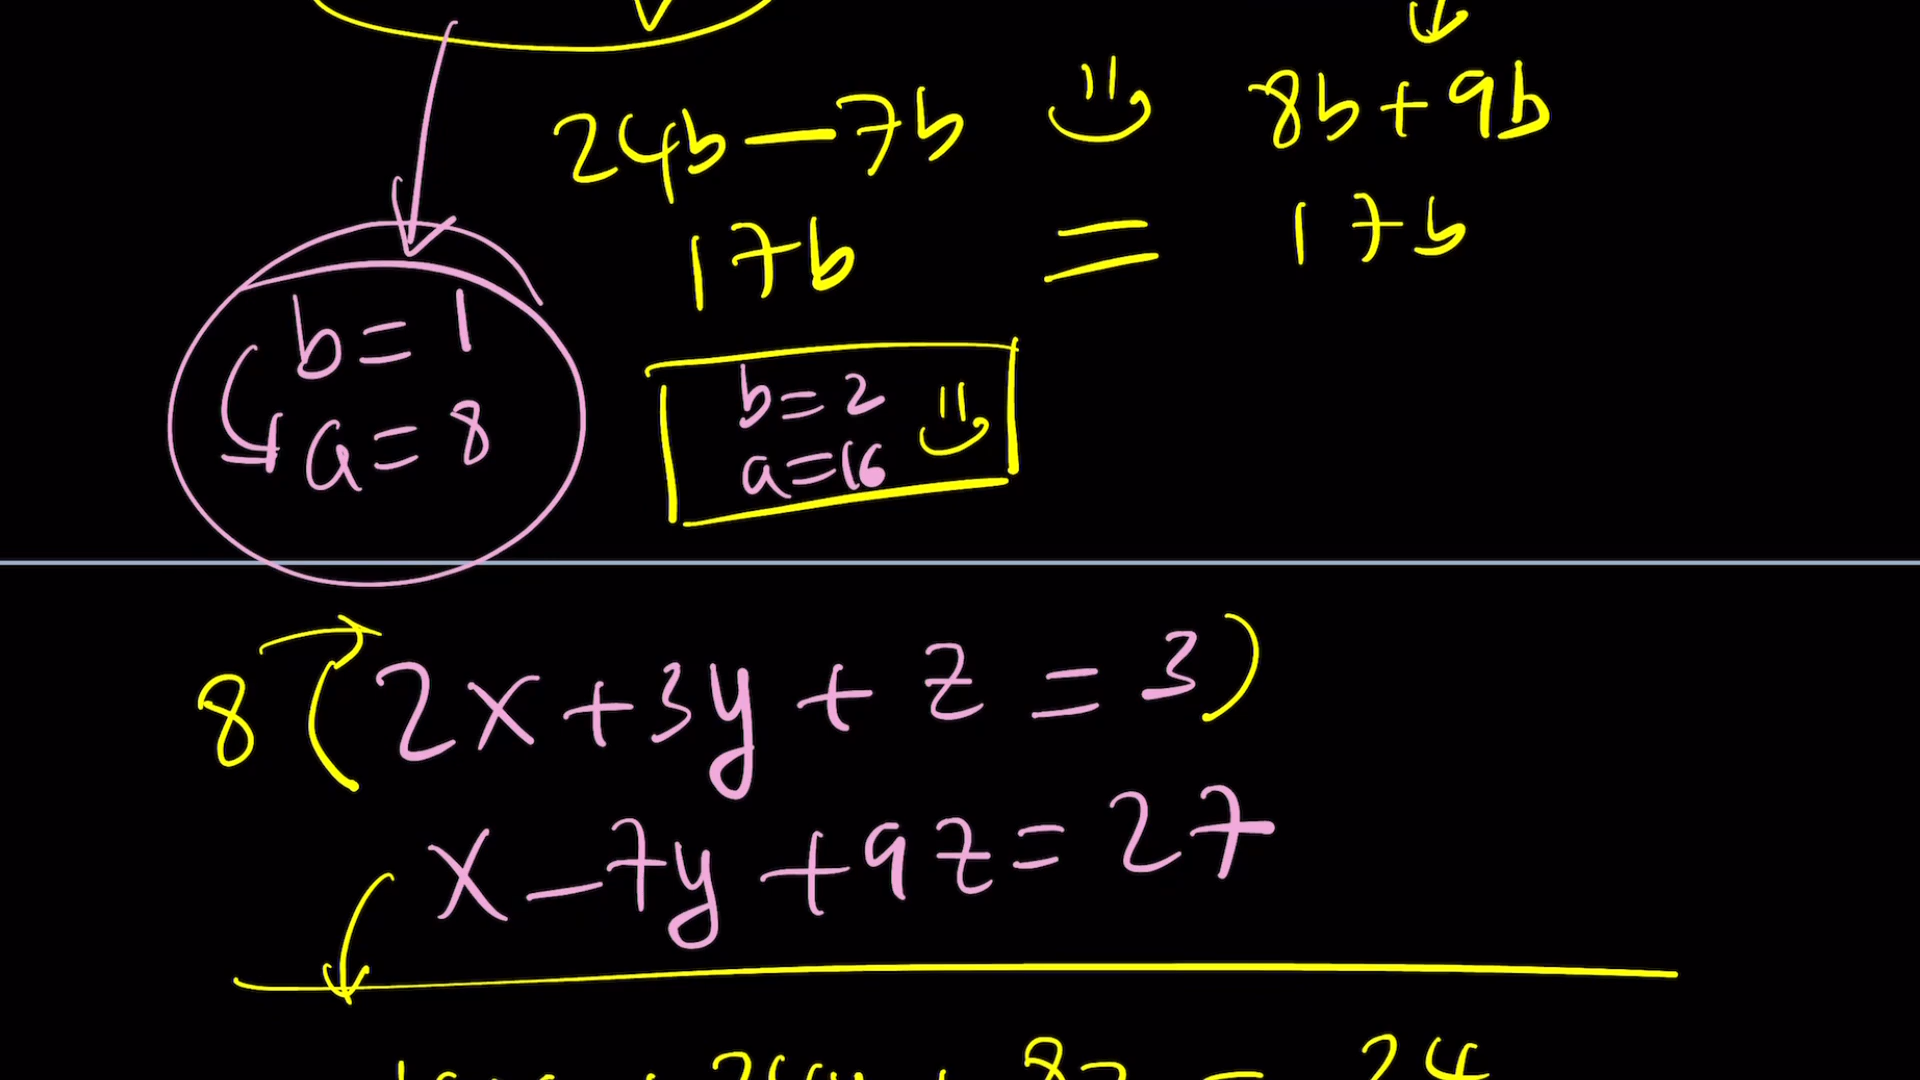 24b - 7b 8b + 9b
17b = 17b
b = 1
a = 8
b = 2
a = 16
8(2x + 3y + z = 3)
x - 7y + 9z = 27